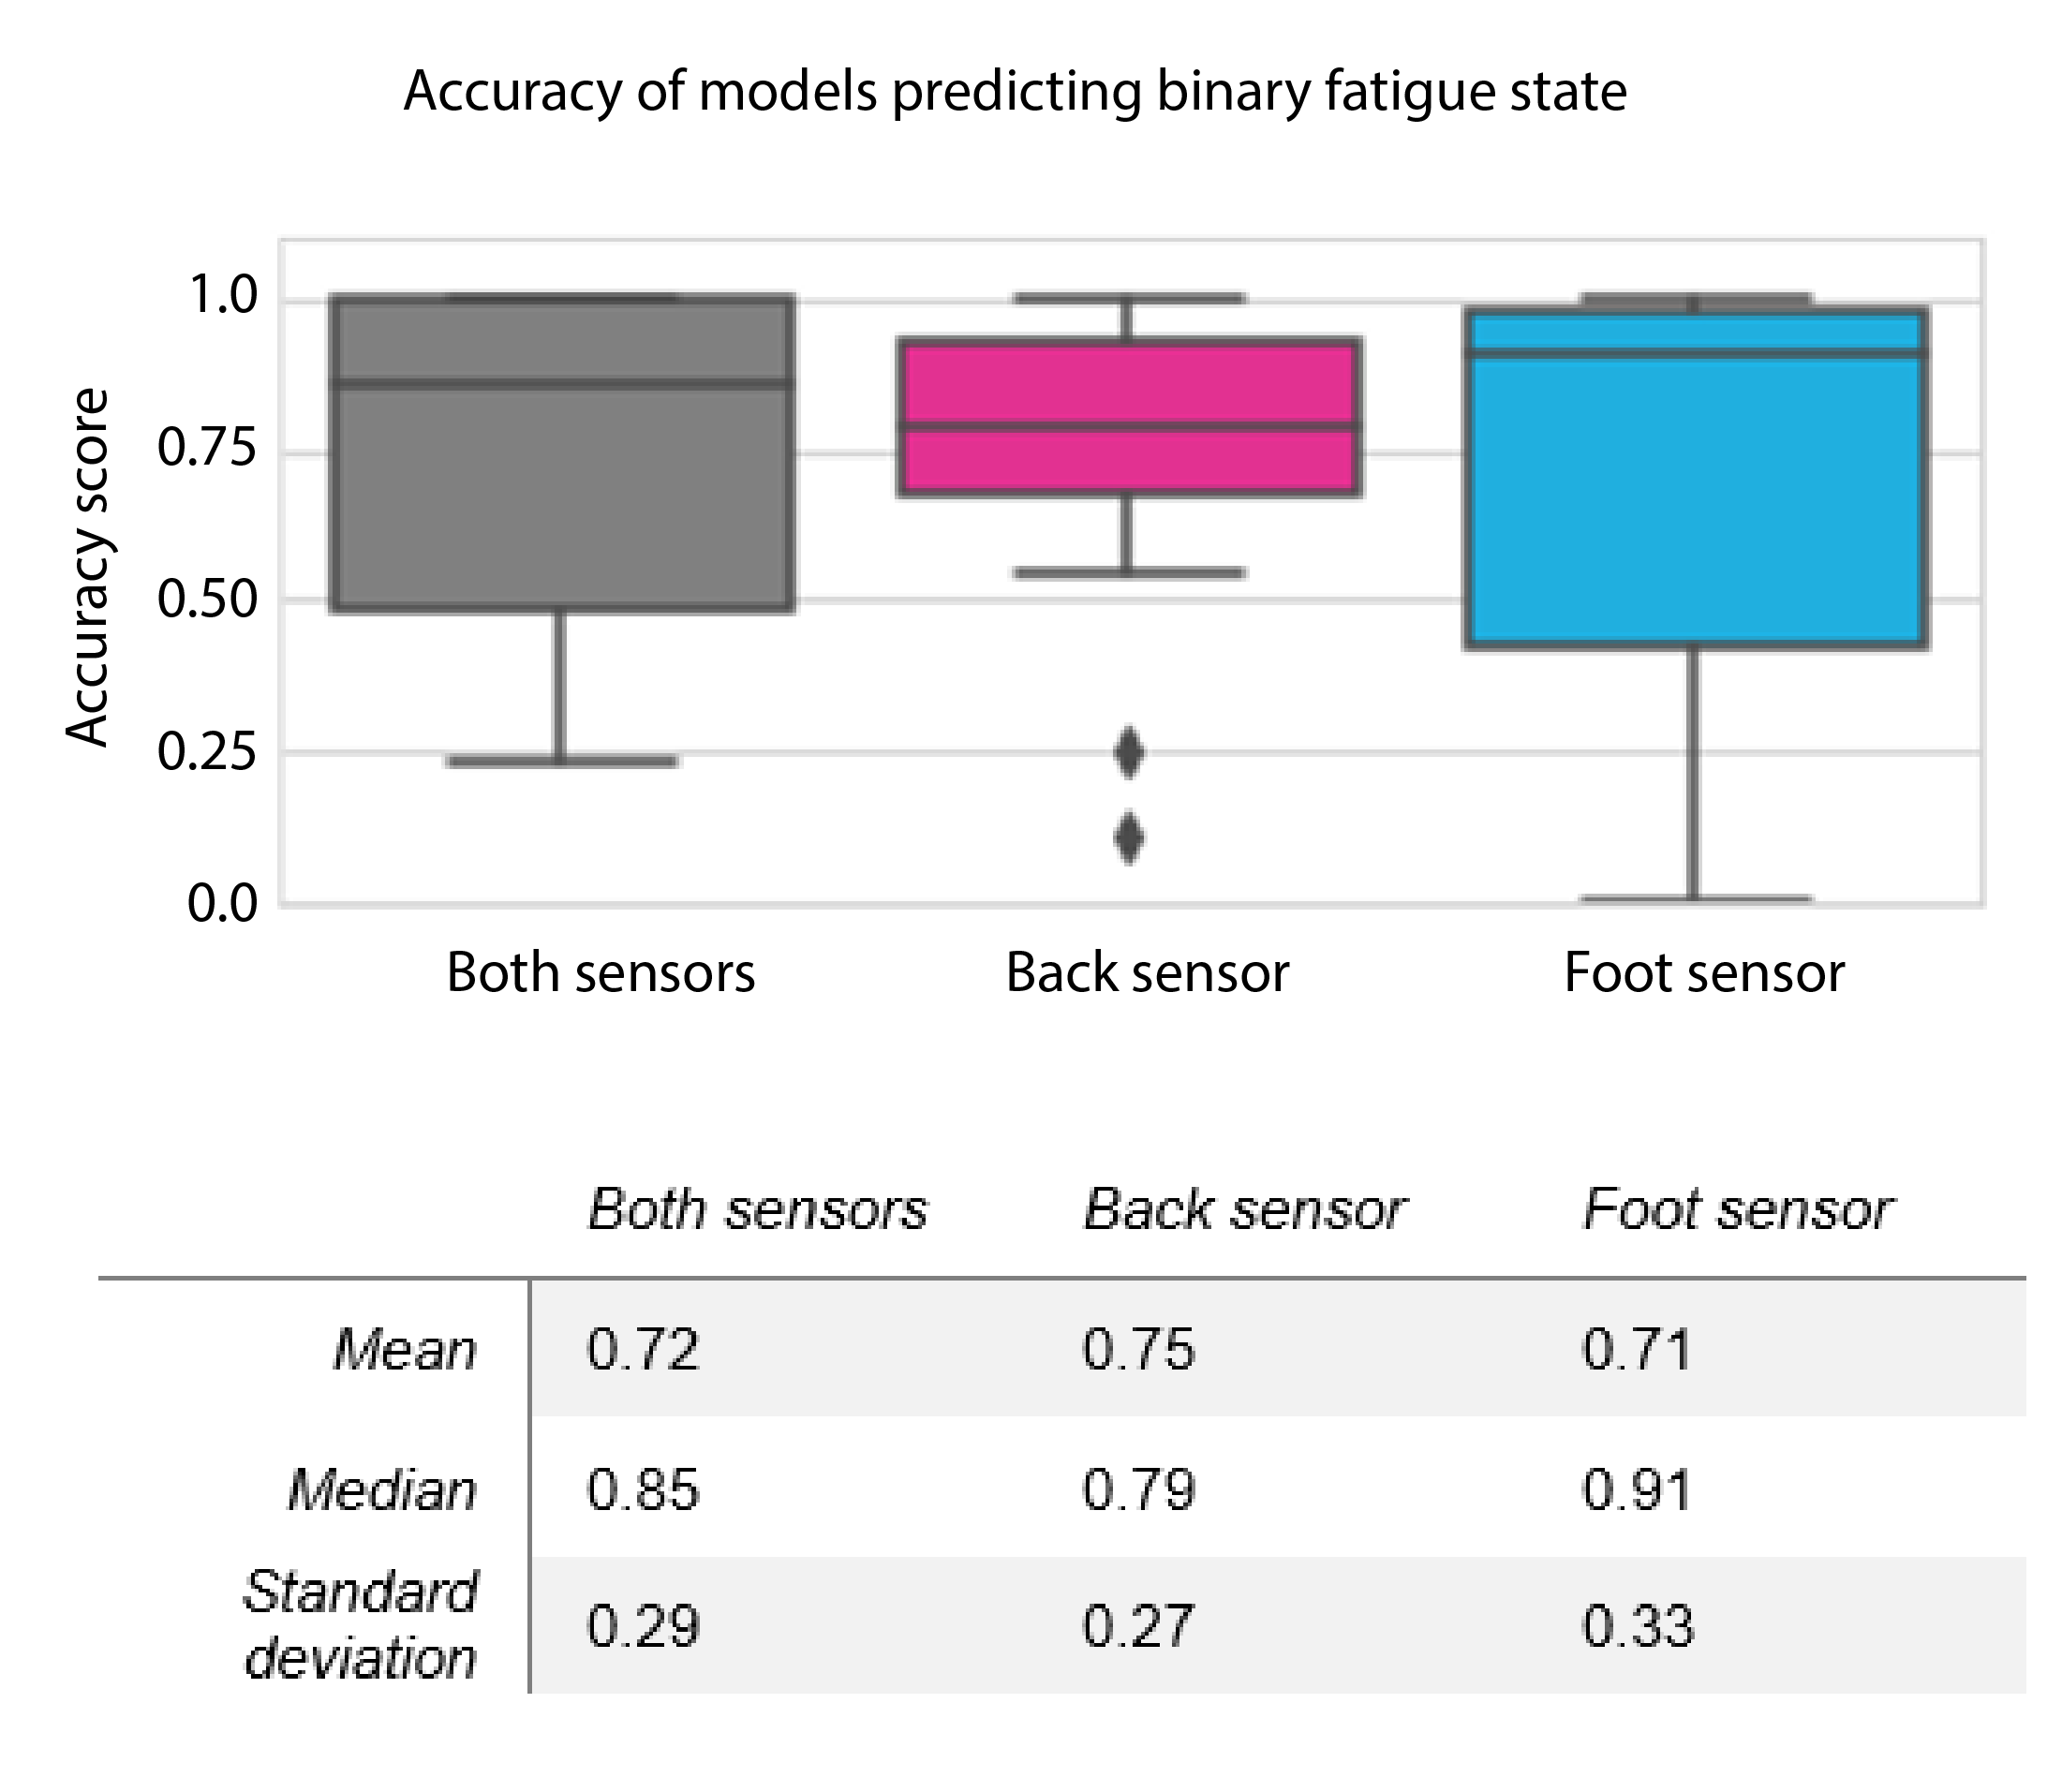 Accuracy of models predicting binary fatigue state
Accuracy score
1.0
0.75
0.50
0.25
0.0
Both sensors Back sensor Foot sensor
Both sensors Back sensor Foot sensor
Mean 0.72 0.75 0.71
Median 0.85 0.79 0.91
Standard
deviation 0.29 0.27 0.33